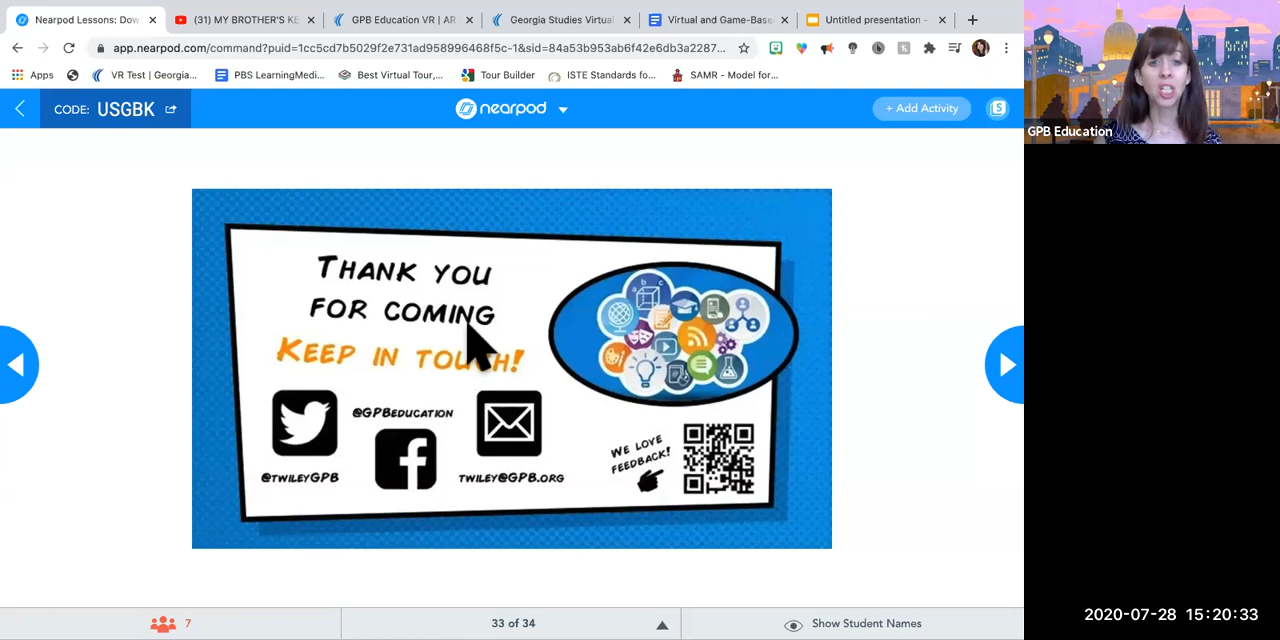 Nearpod Lessons: Dow
(31) MY BROTHER'S KE
GPB Education VR | AR
Georgia Studies Virtual
Virtual and Game-Base
Untitled presentation -
app.nearpod.com/command?puid=1cc5cd7b5029f2e731ad958996468f5c-1&sid=84a53b953ab6f42e6db3a2287...
Apps
VR Test | Georgia...
PBS LearningMedi...
Best Virtual Tour,...
Tour Builder
ISTE Standards fo...
SAMR - Model for...
CODE: USGBK
nearpod
+ Add Activity
S
GPB Education
THANK YOU
FOR COMING
KEEP IN TOUCH!
a b c
@GPBEDUCATION
@TWILEYGPB
TWILEY@GPB.ORG
WE LOVE
FEEDBACK!
7
33 of 34
Show Student Names
2020-07-28 15:20:33